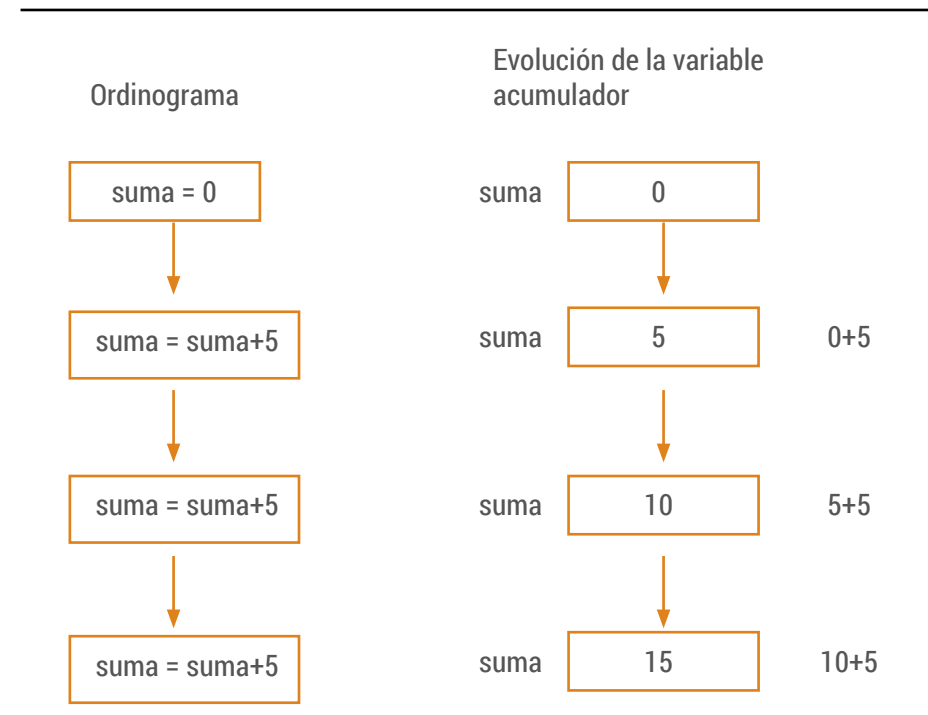 Ordinograma
Evolución de la variable
acumulador
suma = 0
suma 0
suma = suma+5
suma 5 0+5
suma = suma+5
suma 10 5+5
suma = suma+5
suma 15 10+5